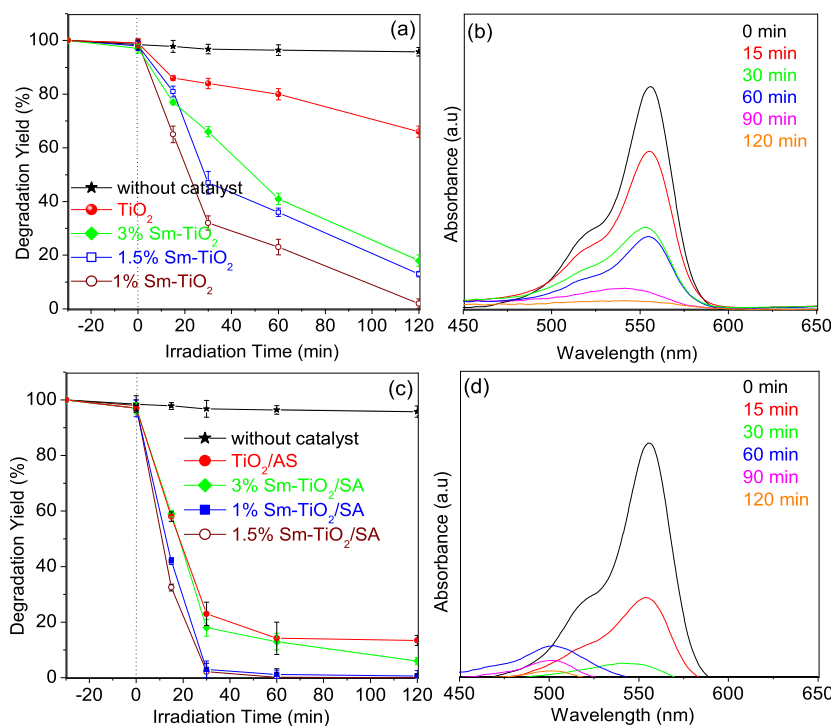 (a)
Degradation Yield (%)
100
80
60
40
20
0
without catalyst
TiO2
3% Sm-TiO2
1.5% Sm-TiO2
1% Sm-TiO2
-20 0 20 40 60 80 100 120
Irradiation Time (min)
(b)
Absorbance (a.u)
0 min
15 min
30 min
60 min
90 min
120 min
450 500 550 600 650
Wavelength (nm)
(c)
Degradation Yield (%)
100
80
60
40
20
0
without catalyst
TiO2/AS
3% Sm-TiO2/SA
1% Sm-TiO2/SA
1.5% Sm-TiO2/SA
-20 0 20 40 60 80 100 120
Irradiation Time (min)
(d)
Absorbance (a.u)
0 min
15 min
30 min
60 min
90 min
120 min
450 500 550 600 650
Wavelength (nm)